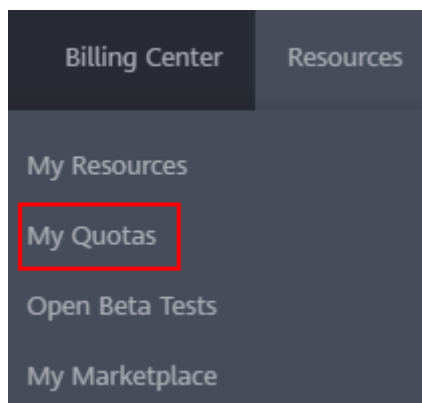 Billing Center Resources
My Resources
My Quotas
Open Beta Tests
My Marketplace